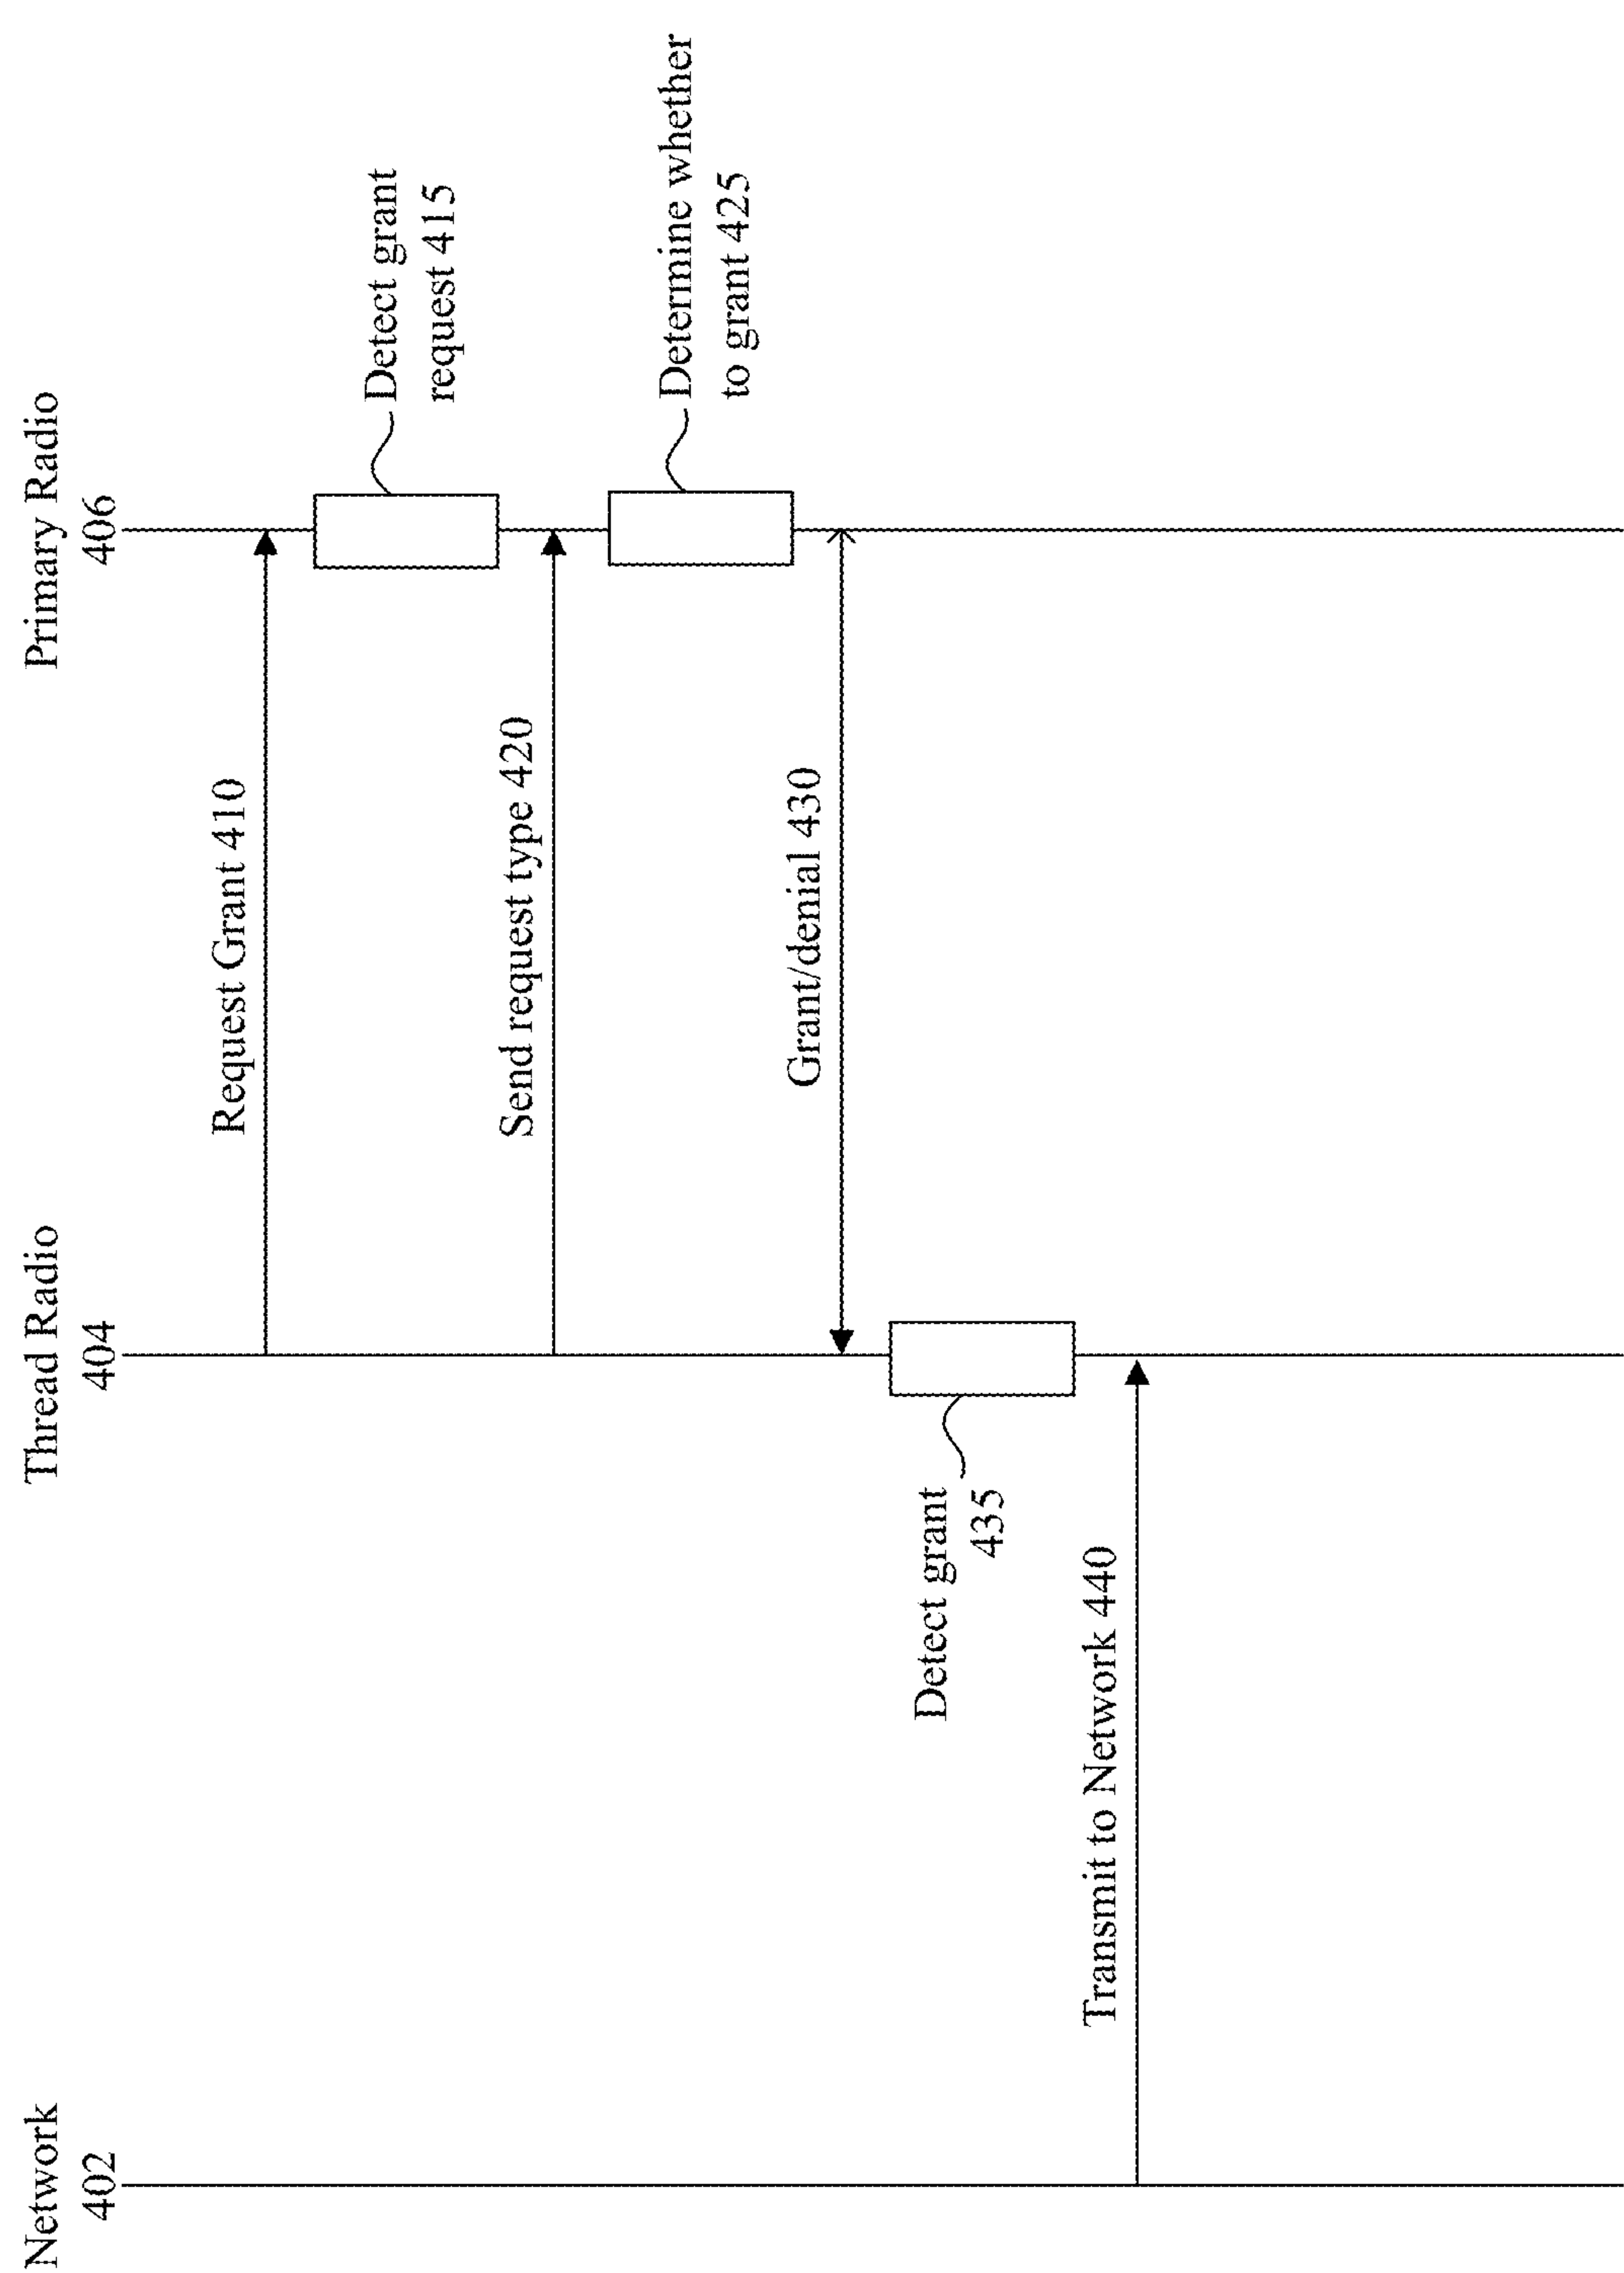 Network
402
Thread Radio
404
Primary Radio
406
Request Grant 410
Detect grant
request 415
Send request type 420
Determine whether
to grant 425
Grant/denial 430
Detect grant
435
Transmit to Network 440